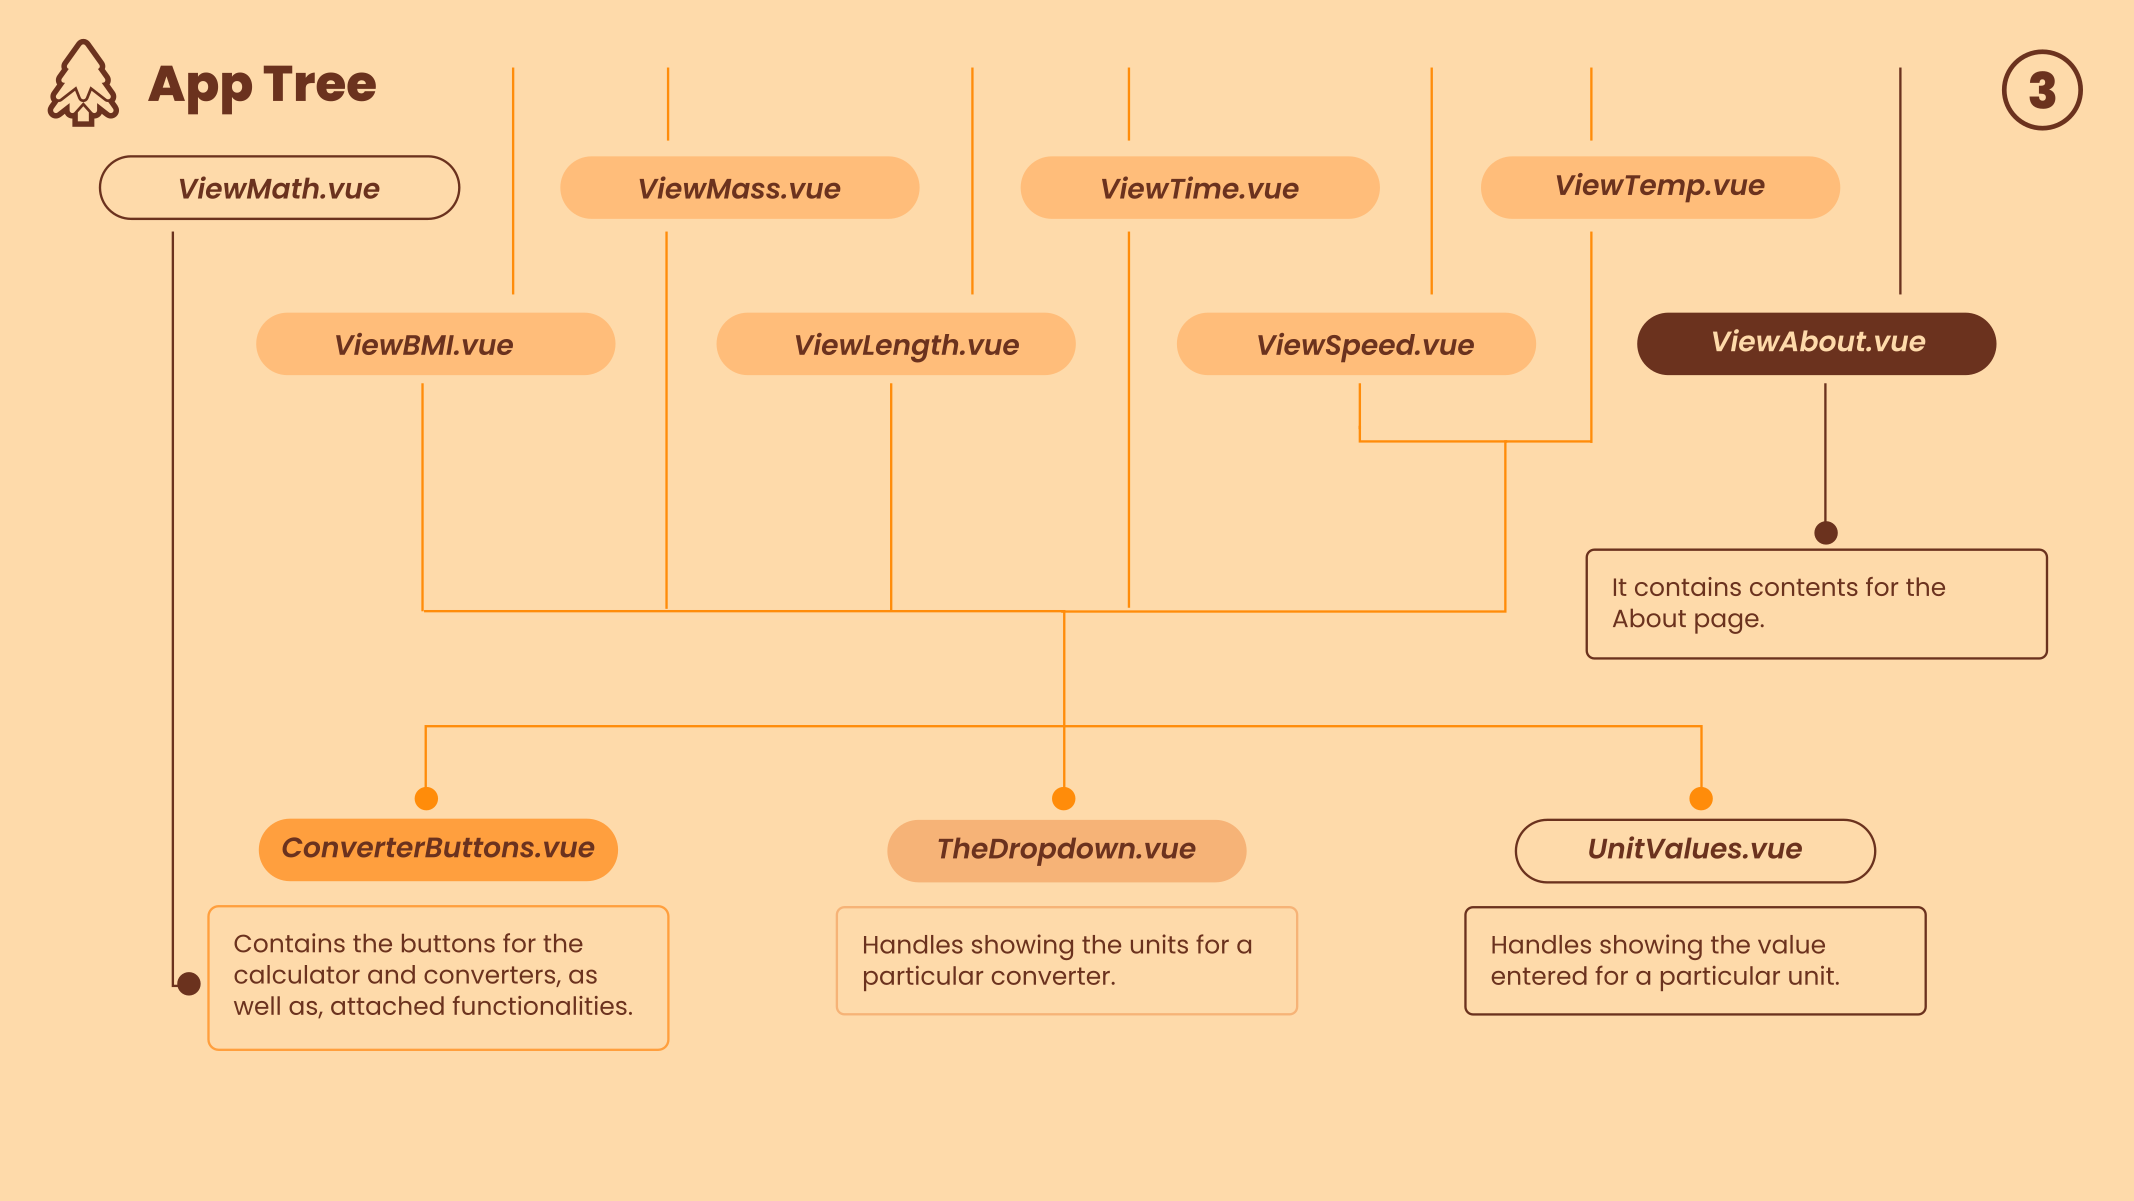 App Tree
3
ViewMath.vue
ViewMass.vue
ViewTime.vue
ViewTemp.vue
ViewBMI.vue
ViewLength.vue
ViewSpeed.vue
ViewAbout.vue
It contains contents for the
About page.
ConverterButtons.vue
Contains the buttons for the
calculator and converters, as
well as, attached functionalities.
TheDropdown.vue
Handles showing the units for a
particular converter.
UnitValues.vue
Handles showing the value
entered for a particular unit.